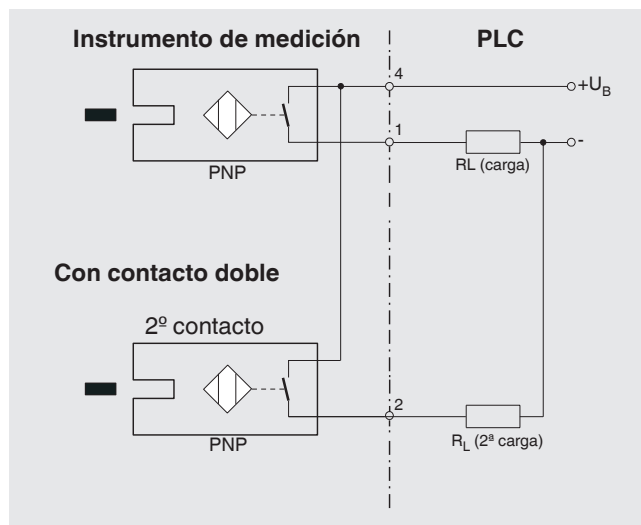 Instrumento de medición
PLC
4
+U_B
1
-
RL (carga)
PNP
Con contacto doble
2º contacto
2
R_L (2ª carga)
PNP